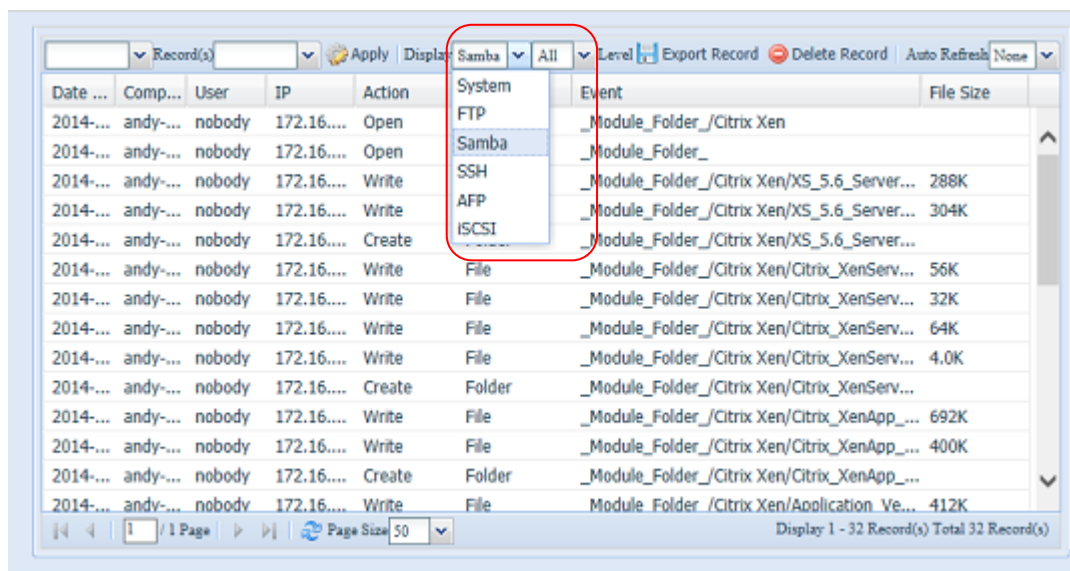 Record(s) Apply Display Samba All Level Export Record Delete Record Auto Refresh None
Date ... Comp... User IP Action Event File Size
System
FTP
Samba
SSH
AFP
iSCSI
2014-... andy-... nobody 172.16.... Open _Module_Folder_/Citrix Xen
2014-... andy-... nobody 172.16.... Open _Module_Folder_
2014-... andy-... nobody 172.16.... Write _Module_Folder_/Citrix Xen/XS_5.6_Server... 288K
2014-... andy-... nobody 172.16.... Write _Module_Folder_/Citrix Xen/XS_5.6_Server... 304K
2014-... andy-... nobody 172.16.... Create _Module_Folder_/Citrix Xen/XS_5.6_Server...
2014-... andy-... nobody 172.16.... Write File _Module_Folder_/Citrix Xen/Citrix_XenServ... 56K
2014-... andy-... nobody 172.16.... Write File _Module_Folder_/Citrix Xen/Citrix_XenServ... 32K
2014-... andy-... nobody 172.16.... Write File _Module_Folder_/Citrix Xen/Citrix_XenServ... 64K
2014-... andy-... nobody 172.16.... Write File _Module_Folder_/Citrix Xen/Citrix_XenServ... 4.0K
2014-... andy-... nobody 172.16.... Create Folder _Module_Folder_/Citrix Xen/Citrix_XenServ...
2014-... andy-... nobody 172.16.... Write File _Module_Folder_/Citrix Xen/Citrix_XenApp_... 692K
2014-... andy-... nobody 172.16.... Write File _Module_Folder_/Citrix Xen/Citrix_XenApp_... 400K
2014-... andy-... nobody 172.16.... Create Folder _Module_Folder_/Citrix Xen/Citrix_XenApp_...
2014-... andy-... nobody 172.16.... Write File _Module_Folder_/Citrix Xen/Application_Ve... 412K
1 / 1 Page Page Size 50 Display 1 - 32 Record(s) Total 32 Record(s)